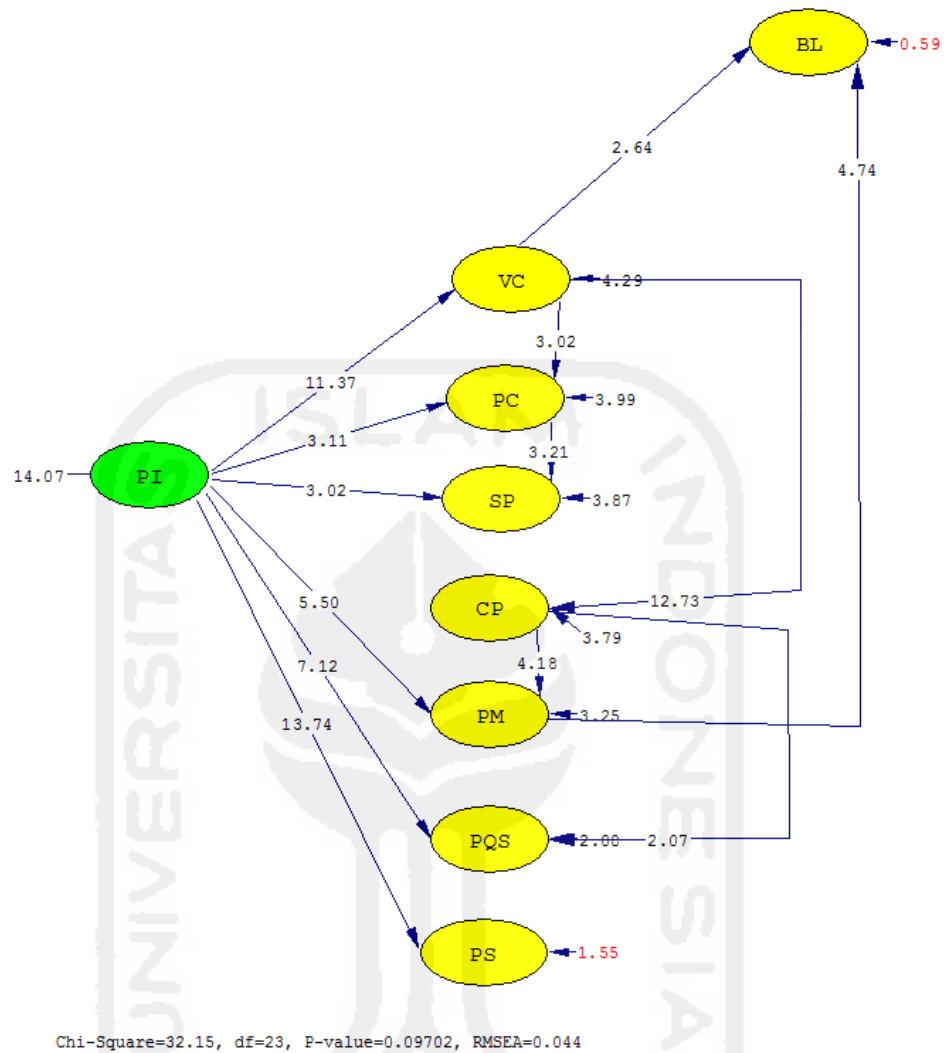 BL
0.59
2.64
4.74
VC
4.29
3.02
11.37
PC
3.99
3.11
3.21
14.07
PI
3.02
SP
3.87
5.50
CP
12.73
3.79
7.12
4.18
13.74
PM
3.25
PQS
2.00
2.07
PS
1.55
Chi-Square=32.15, df=23, P-value=0.09702, RMSEA=0.044
UNIVERSITAS
ISLAM
INDONESIA